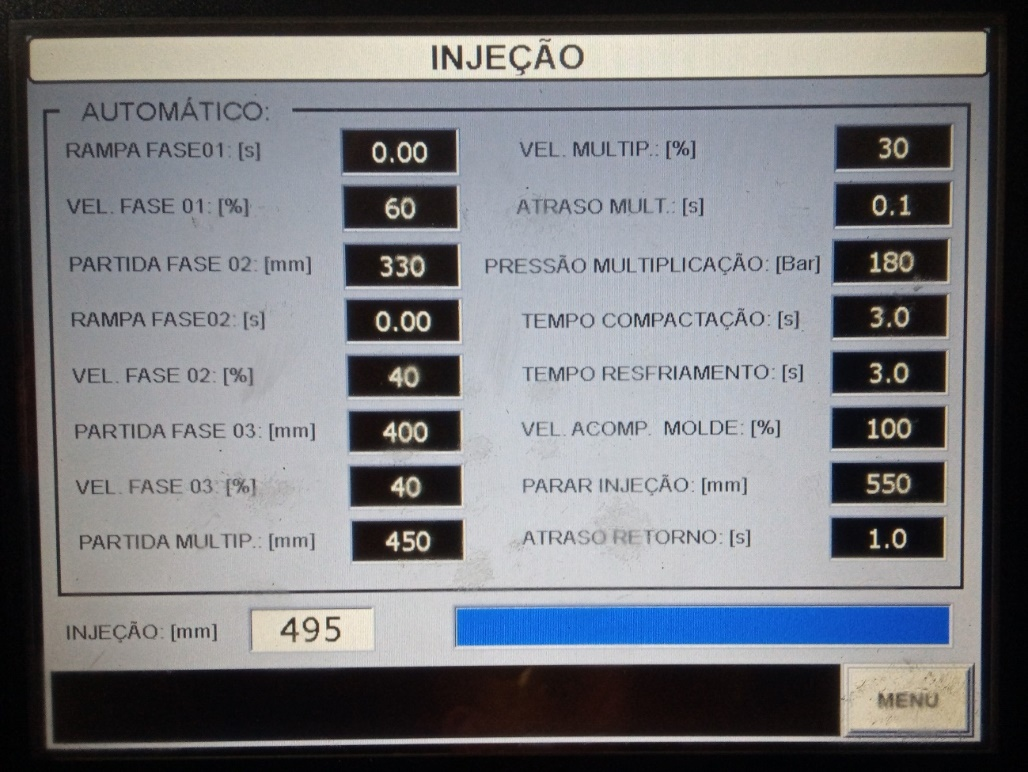 INJEÇÃO
AUTOMÁTICO:
RAMPA FASE01: [s] 0.00
VEL. FASE 01: [%] 60
PARTIDA FASE 02: [mm] 330
RAMPA FASE02: [s] 0.00
VEL. FASE 02: [%] 40
PARTIDA FASE 03: [mm] 400
VEL. FASE 03: [%] 40
PARTIDA MULTIP.: [mm] 450
VEL. MULTIP.: [%] 30
ATRASO MULT.: [s] 0.1
PRESSÃO MULTIPLICAÇÃO: [Bar] 180
TEMPO COMPACTAÇÃO: [s] 3.0
TEMPO RESFRIAMENTO: [s] 3.0
VEL. ACOMP. MOLDE: [%] 100
PARAR INJEÇÃO: [mm] 550
ATRASO RETORNO: [s] 1.0
INJEÇÃO: [mm] 495
MENU